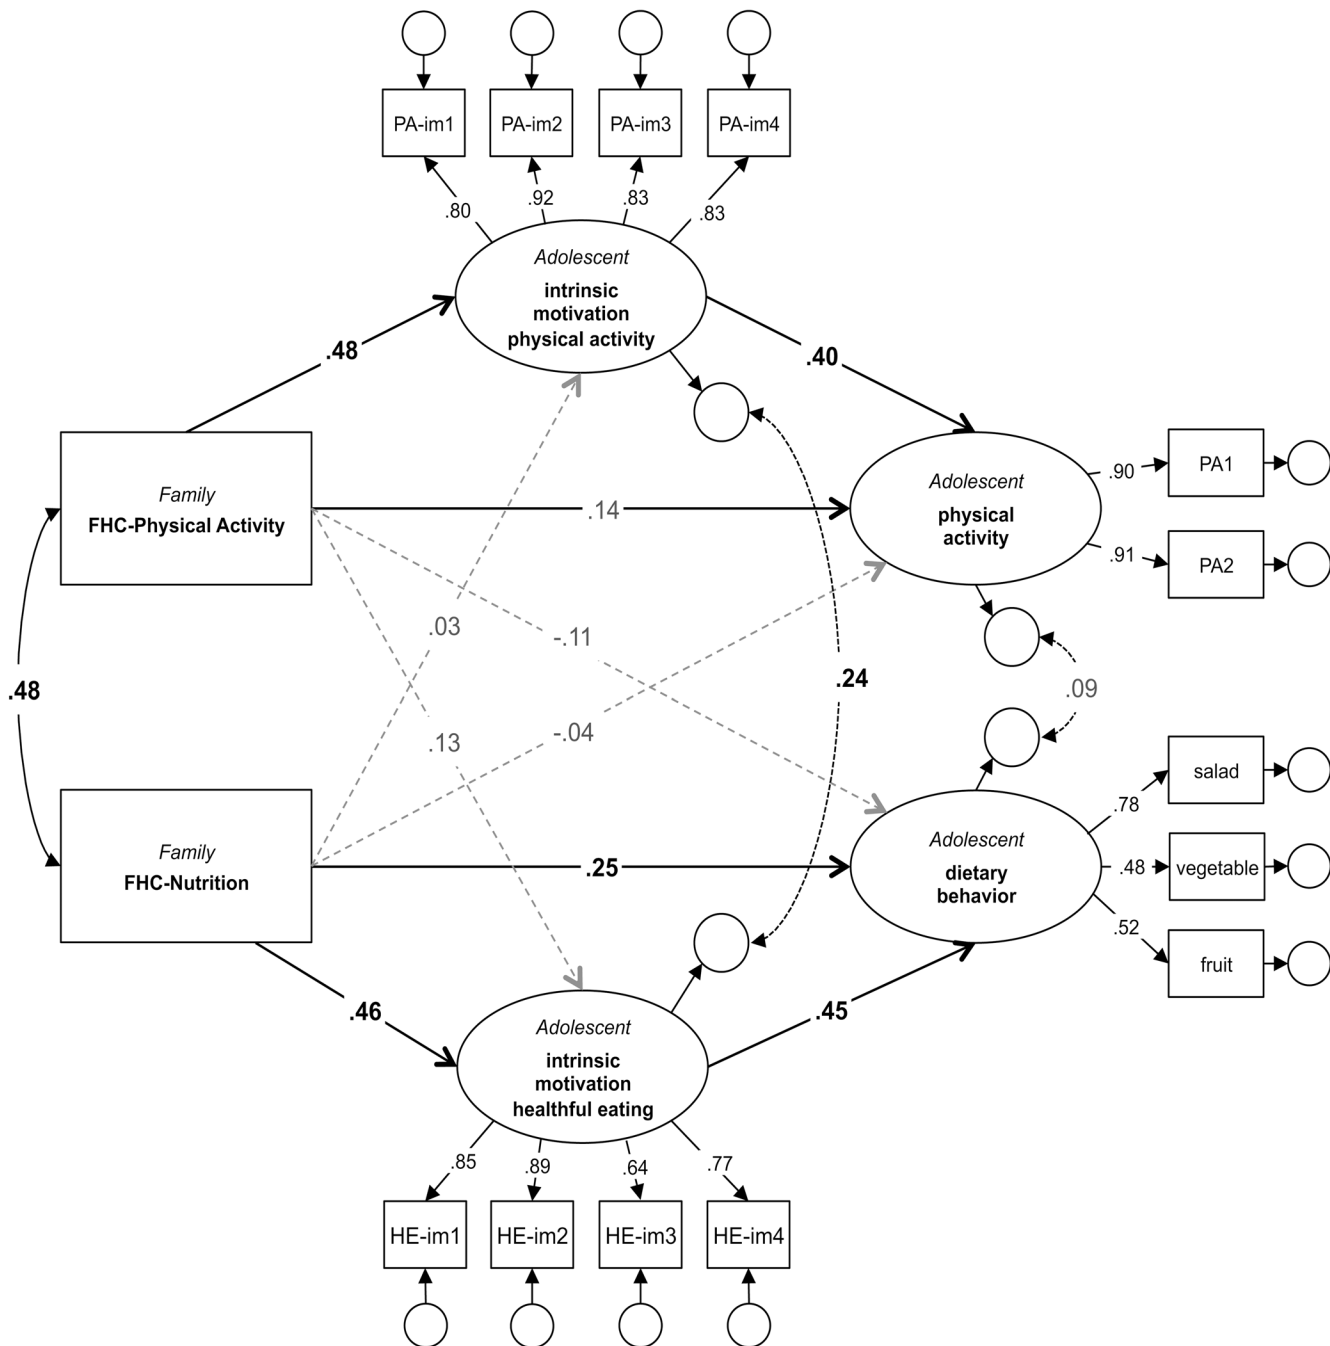 PA-im1
PA-im2
PA-im3
PA-im4
.80
.92
.83
.83
Adolescent
intrinsic
motivation
physical activity
.48
.40
Family
FHC-Physical Activity
.14
Adolescent
physical
activity
.90
PA1
.91
PA2
.03
-.11
.48
.24
.09
.13
-.04
Family
FHC-Nutrition
.25
Adolescent
dietary
behavior
.78
salad
.48
vegetable
.52
fruit
.46
.45
Adolescent
intrinsic
motivation
healthful eating
.85
.89
.64
.77
HE-im1
HE-im2
HE-im3
HE-im4